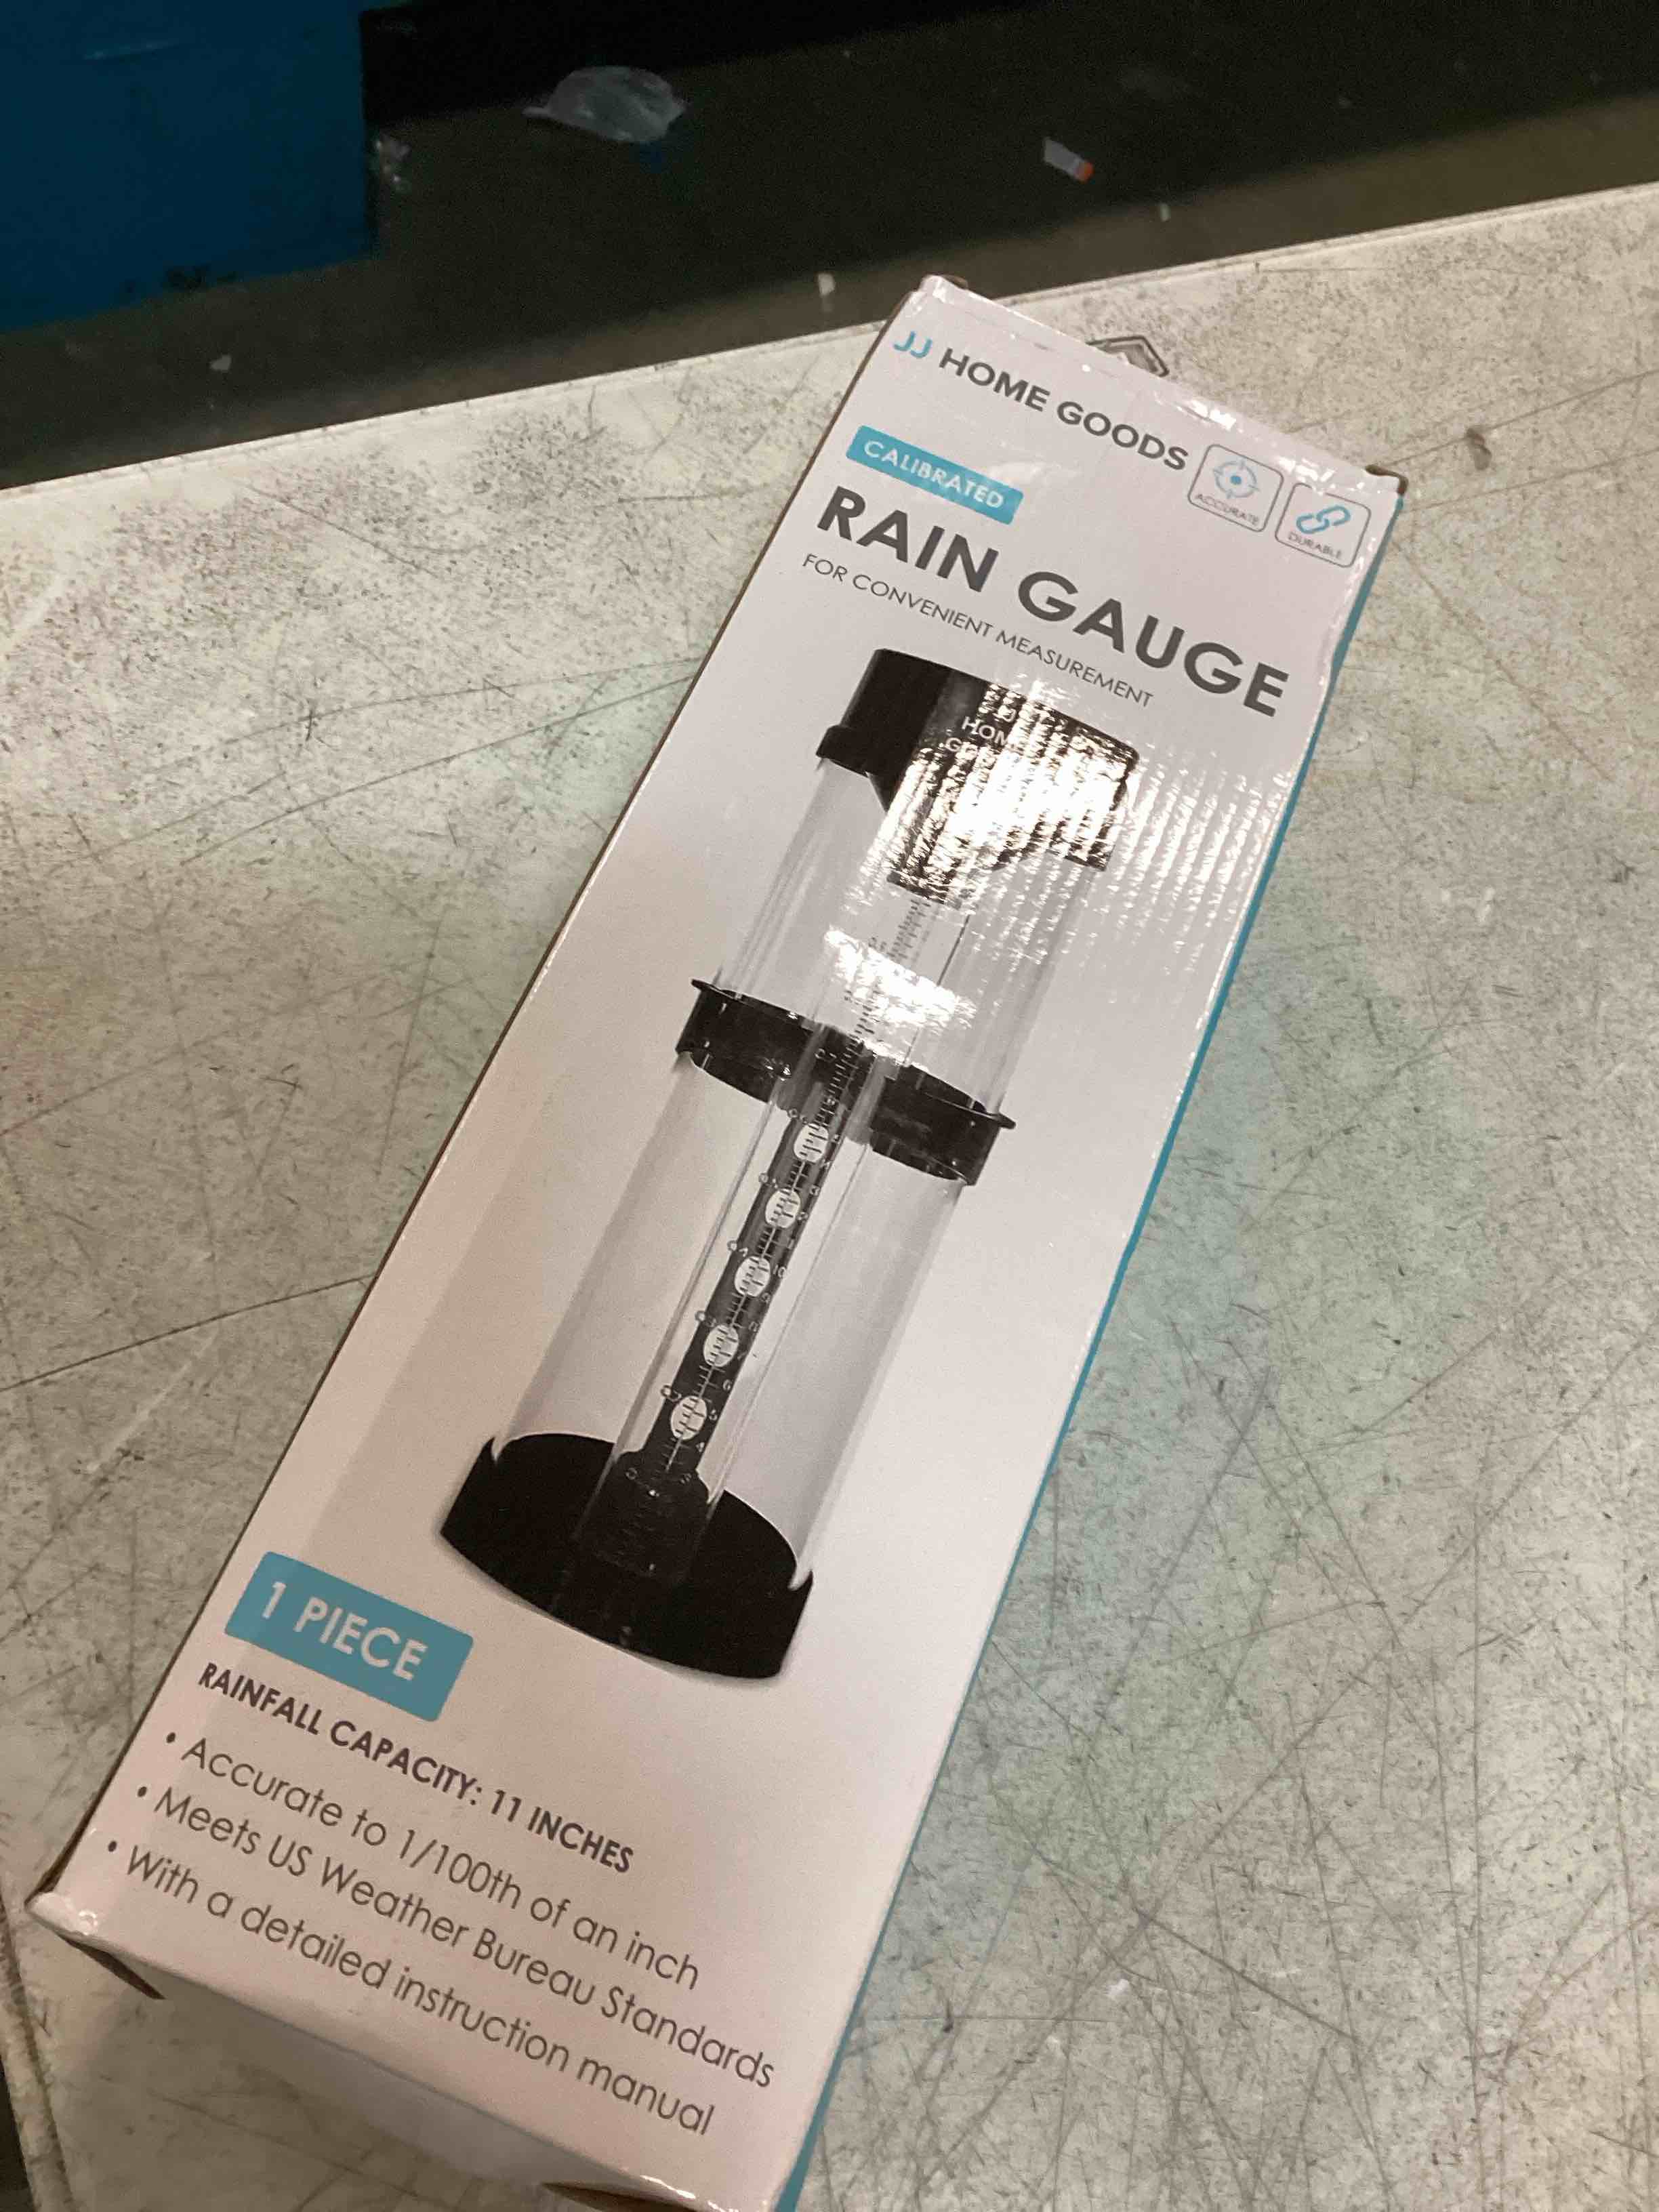 JJ HOME GOODS
ACCURATE
DURABLE
CALIBRATED
RAIN GAUGE
FOR CONVENIENT MEASUREMENT
1 PIECE
RAINFALL CAPACITY: 11 INCHES
• Accurate to 1/100th of an inch
• Meets US Weather Bureau Standards
• With a detailed instruction manual